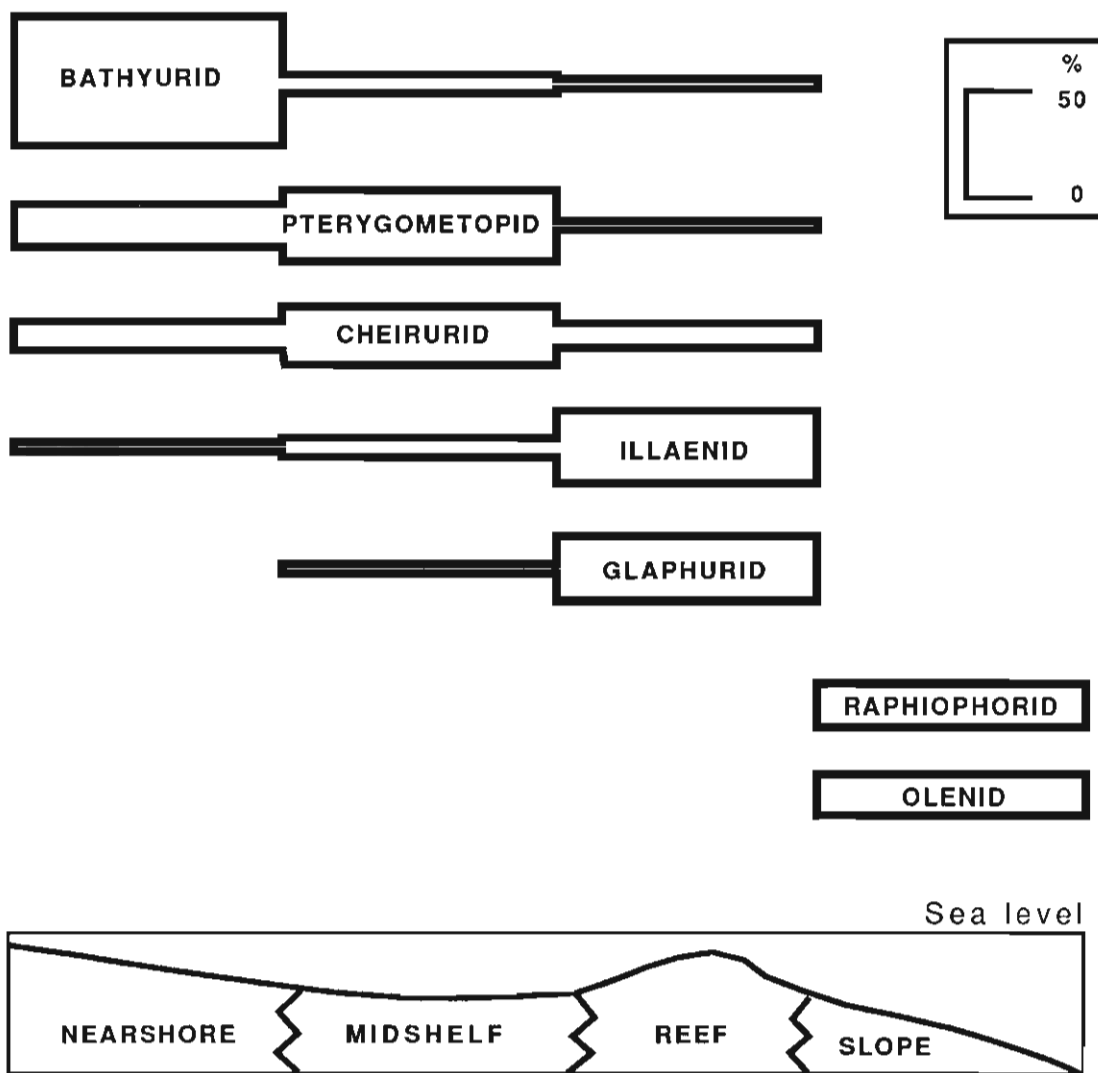 BATHYURID
%
50
0
PTERYGOMETOPID
CHEIRURID
ILLAENID
GLAPHURID
RAPHIOPHORID
OLENID
Sea level
NEARSHORE
MIDSHELF
REEF
SLOPE